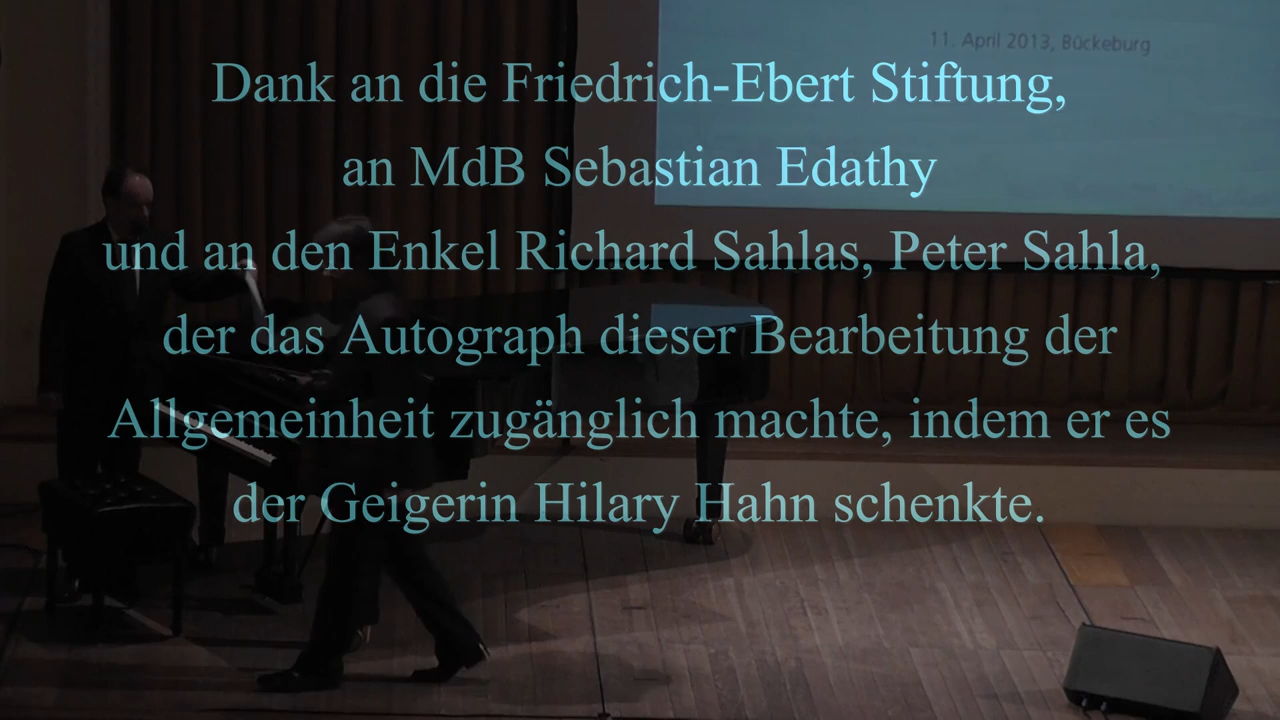 11. April 2013, Bückeburg
Dank an die Friedrich-Ebert Stiftung,
an MdB Sebastian Edathy
und an den Enkel Richard Sahlas, Peter Sahla,
der das Autograph dieser Bearbeitung der
Allgemeinheit zugänglich machte, indem er es
der Geigerin Hilary Hahn schenkte.